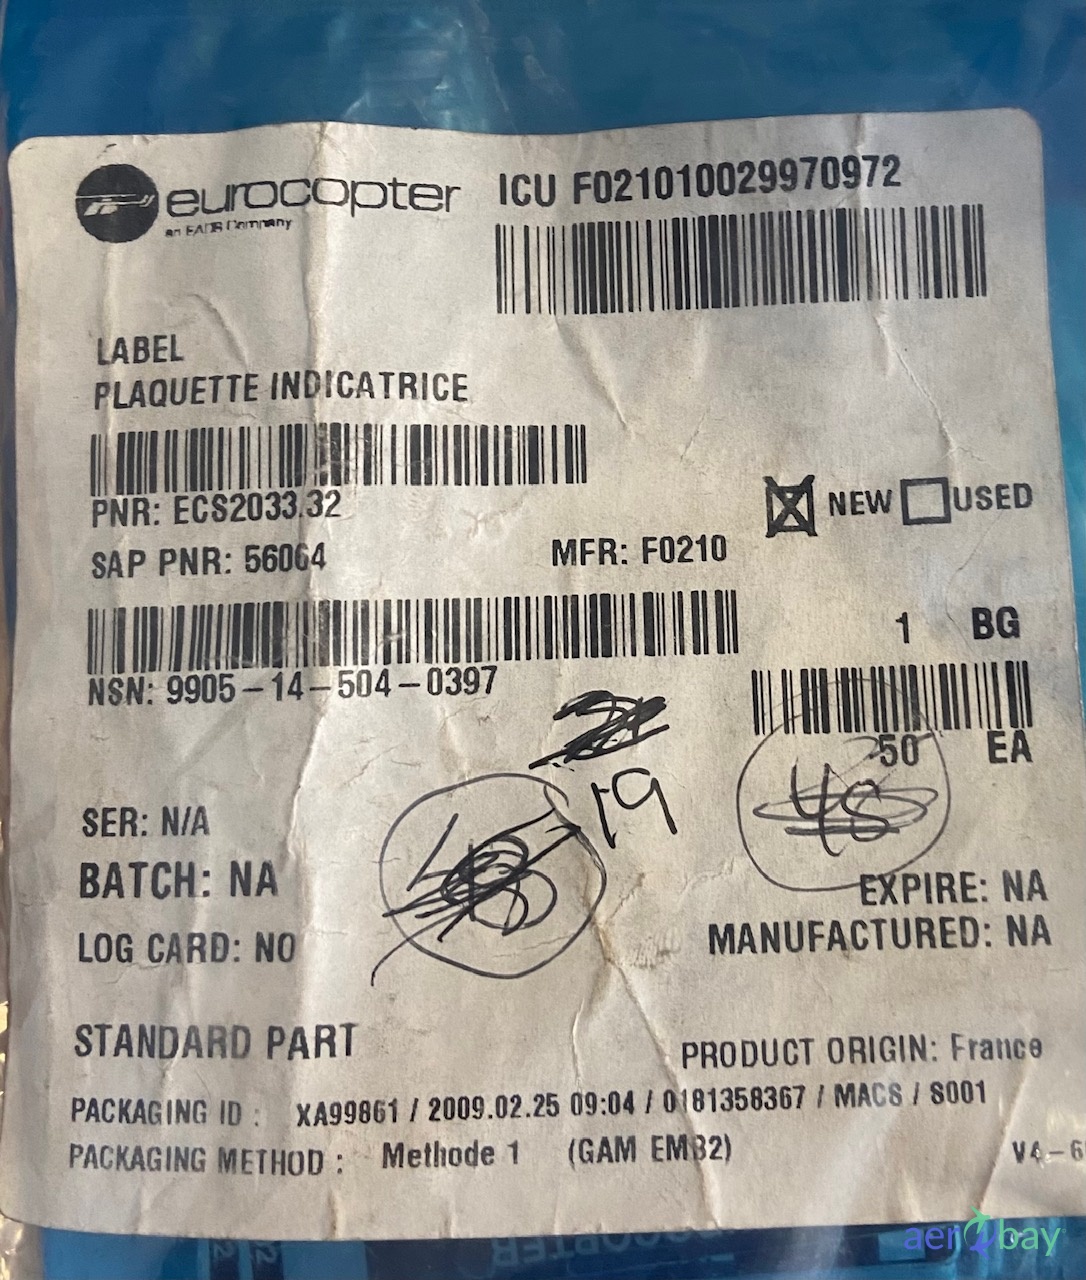 eurocopter
an EADS Company
ICU F021010029970972
LABEL
PLAQUETTE INDICATRICE
PNR: ECS2033.32
NEW USED
SAP PNR: 56064
MFR: F0210
1 BG
NSN: 9905-14-504-0397
50 EA
19
48
SER: N/A
BATCH: NA
EXPIRE: NA
LOG CARD: NO
MANUFACTURED: NA
STANDARD PART
PRODUCT ORIGIN: France
PACKAGING ID : XA99861 / 2009.02.25 09:04 / 0181358367 / MACS / S001
PACKAGING METHOD : Methode 1 (GAM EMB2)
aerobay